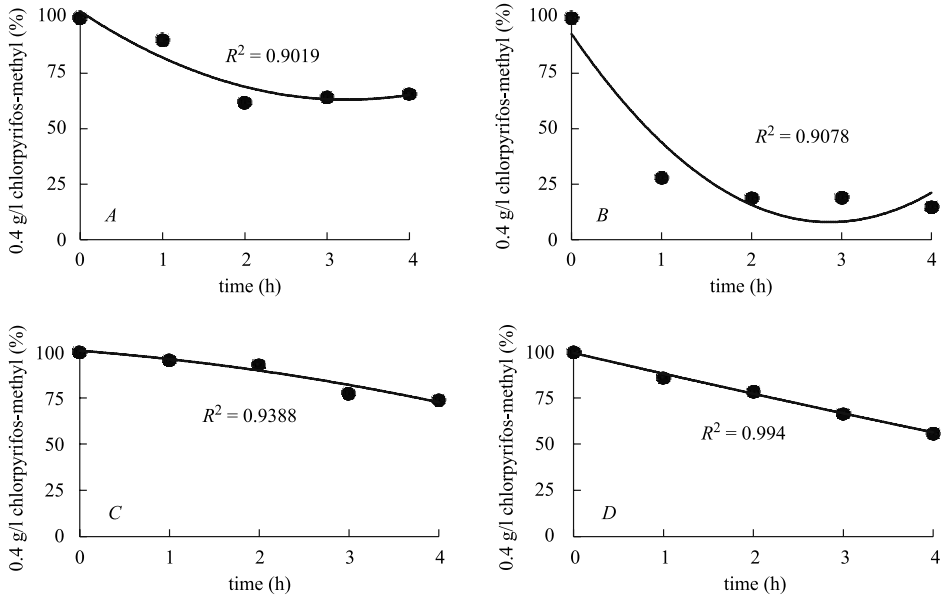 0.4 g/l chlorpyrifos-methyl (%)
100
75
50
25
0
R² = 0.9019
A
0 1 2 3 4
time (h)
0.4 g/l chlorpyrifos-methyl (%)
100
75
50
25
0
R² = 0.9078
B
0 1 2 3 4
time (h)
0.4 g/l chlorpyrifos-methyl (%)
100
75
50
25
0
R² = 0.9388
C
0 1 2 3 4
time (h)
0.4 g/l chlorpyrifos-methyl (%)
100
75
50
25
0
R² = 0.994
D
0 1 2 3 4
time (h)